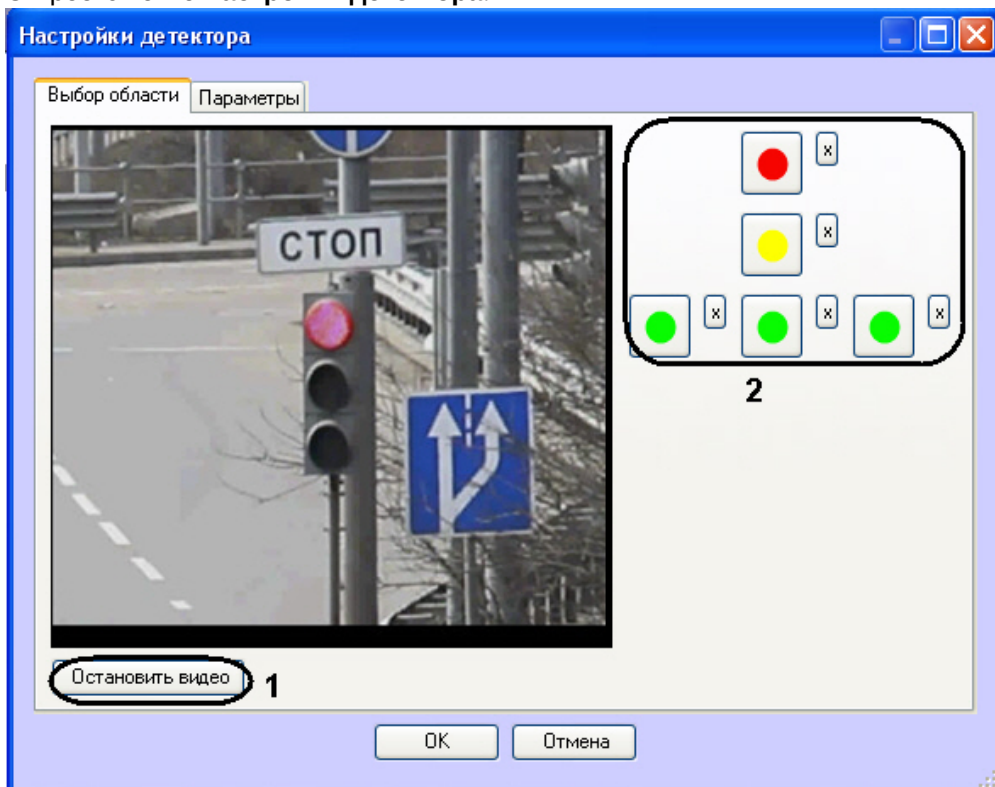 Настройки детектора
Выбор области
Параметры
x
x
x
x
x
СТОП
2
Остановить видео
1
OK
Отмена